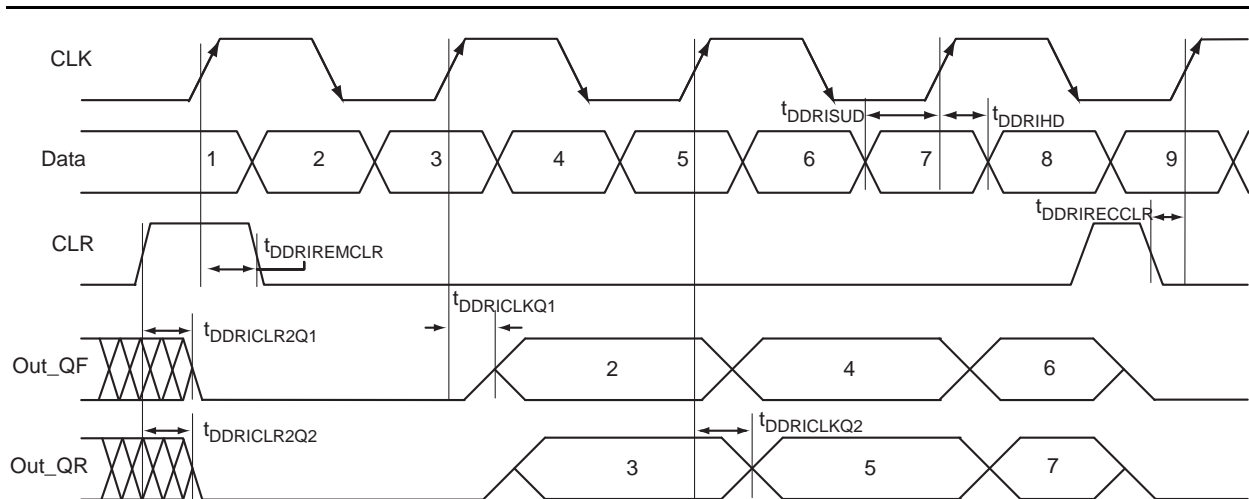 CLK
tDDRISUD
tDDRIHD
Data
1 2 3 4 5 6 7 8 9
tDDRIRECCLR
CLR
tDDRIREMCLR
tDDRICLKQ1
tDDRICLR2Q1
Out_QF
2 4 6
tDDRICLR2Q2
tDDRICLKQ2
Out_QR
3 5 7